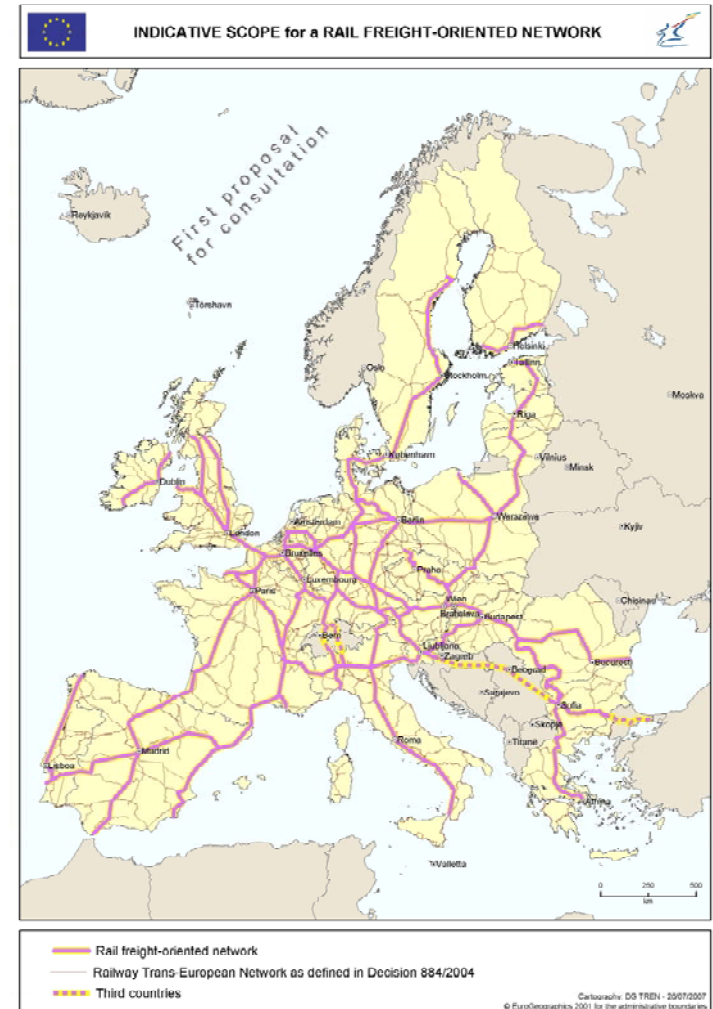 INDICATIVE SCOPE for a RAIL FREIGHT-ORIENTED NETWORK
First proposal
for consultation
Reykjavik
Tórshavn
Oslo
Helsinki
Tallinn
Stockholm
Moskva
Riga
København
Vilnius
Minsk
Dublin
Amsterdam
Berlin
Warszawa
London
Kyjiv
Bruxelles
Luxembourg
Praha
Paris
Wien
Bratislava
Budapest
Chisinau
Bern
Ljubljana
Zagreb
Beograd
Bucuresti
Sarajevo
Sofia
Skopje
Madrid
Roma
Tiranë
Lisboa
Athina
Valletta
0 250 500
km
Rail freight-oriented network
Railway Trans-European Network as defined in Decision 884/2004
Third countries
Cartography: DG TREN - 20/07/2007
© EuroGeographics 2001 for the administrative boundaries